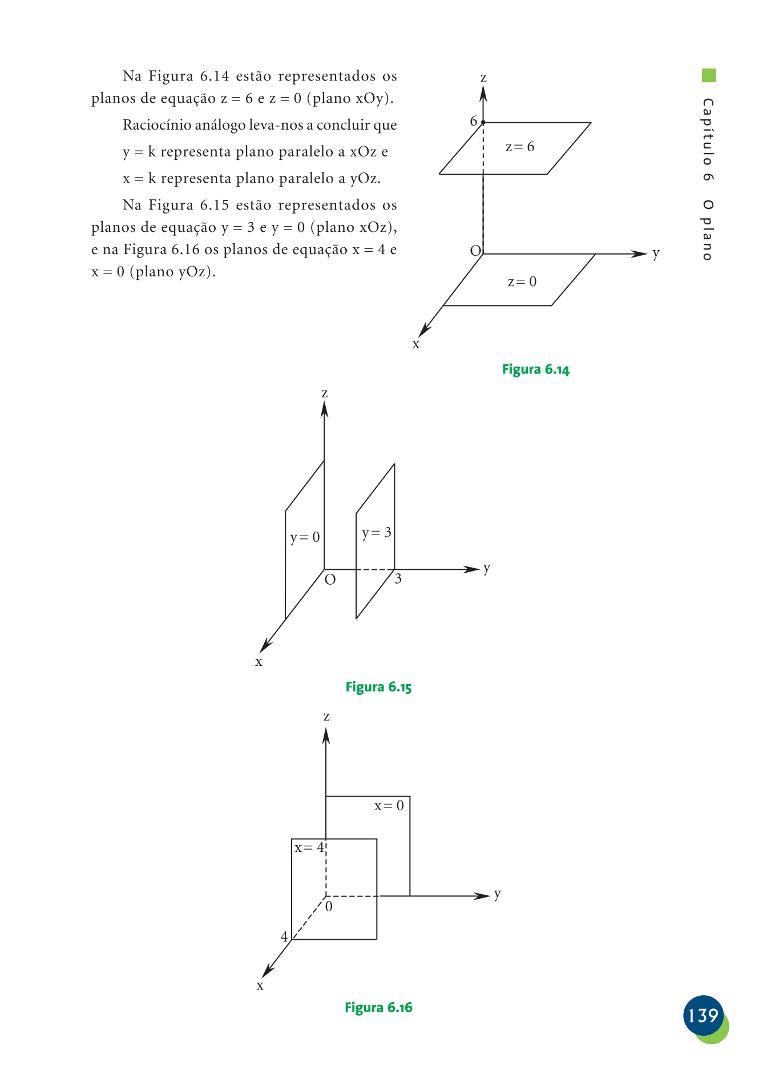 Na Figura 6.14 estão representados os
planos de equação z = 6 e z = 0 (plano xOy).
Raciocínio análogo leva-nos a concluir que
y = k representa plano paralelo a xOz e
x = k representa plano paralelo a yOz.
Na Figura 6.15 estão representados os
planos de equação y = 3 e y = 0 (plano xOz),
e na Figura 6.16 os planos de equação x = 4 e
x = 0 (plano yOz).
z
6
z = 6
O
y
z = 0
x
Figura 6.14
z
y = 0
y = 3
O
3
y
x
Figura 6.15
z
x = 0
x = 4
y
0
4
x
Figura 6.16
Capítulo 6 O plano
139